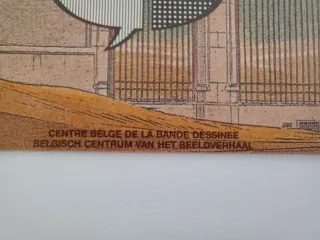 CENTRE BELGE DE LA BANDE DESSINEE
BELGISCH CENTRUM VAN HET BEELDVERHAAL